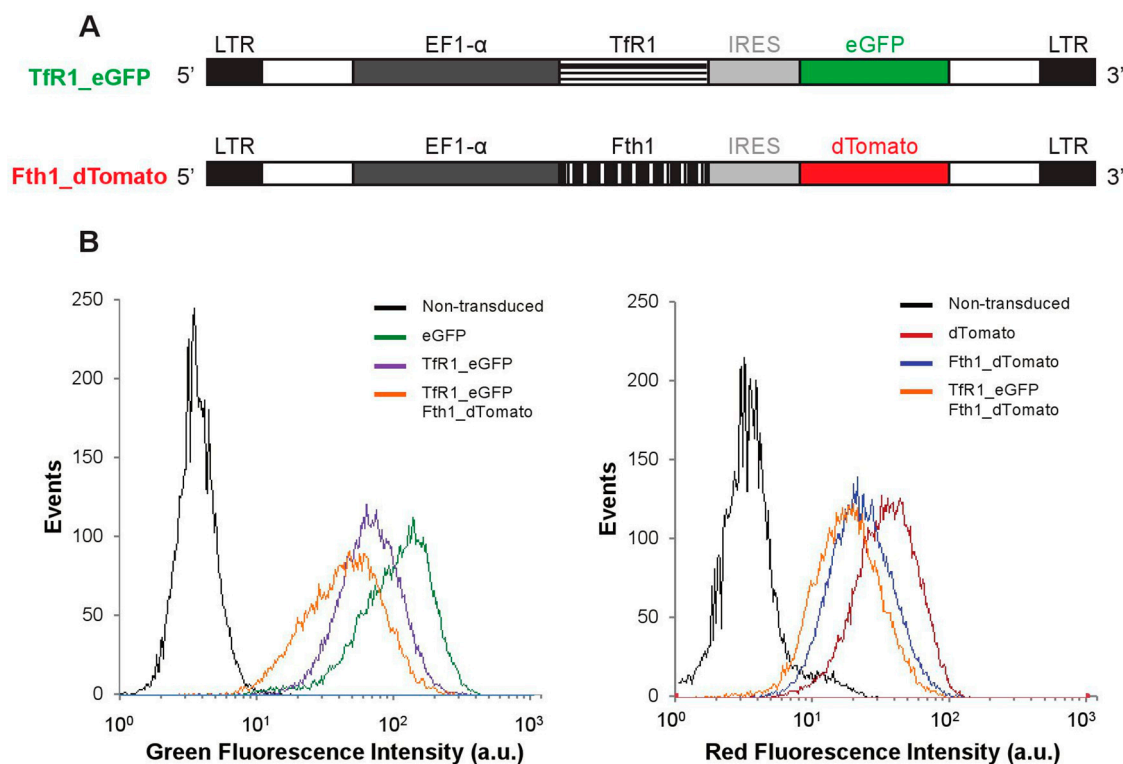 A
LTR EF1-α TfR1 IRES eGFP LTR
TfR1_eGFP 5’ 3’
LTR EF1-α Fth1 IRES dTomato LTR
Fth1_dTomato 5’ 3’
B
250
200
150
100
50
0
Events
10⁰ 10¹ 10² 10³
Green Fluorescence Intensity (a.u.)
Non-transduced
eGFP
TfR1_eGFP
TfR1_eGFP
Fth1_dTomato
250
200
150
100
50
0
Events
10⁰ 10¹ 10² 10³
Red Fluorescence Intensity (a.u.)
Non-transduced
dTomato
Fth1_dTomato
TfR1_eGFP
Fth1_dTomato